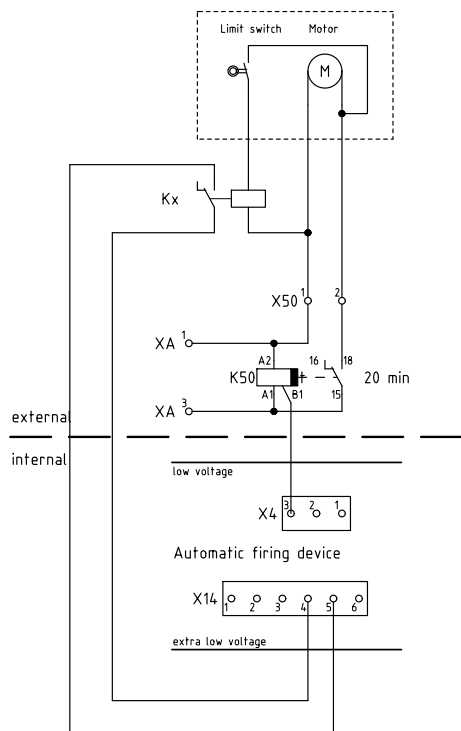 Limit switch Motor
M
Kx
X50 1 2
XA 1
A2 16 18
K50 20 min
A1 B1 15
XA 3
external
internal
low voltage
X4 3 2 1
Automatic firing device
X14 1 2 3 4 5 6
extra low voltage